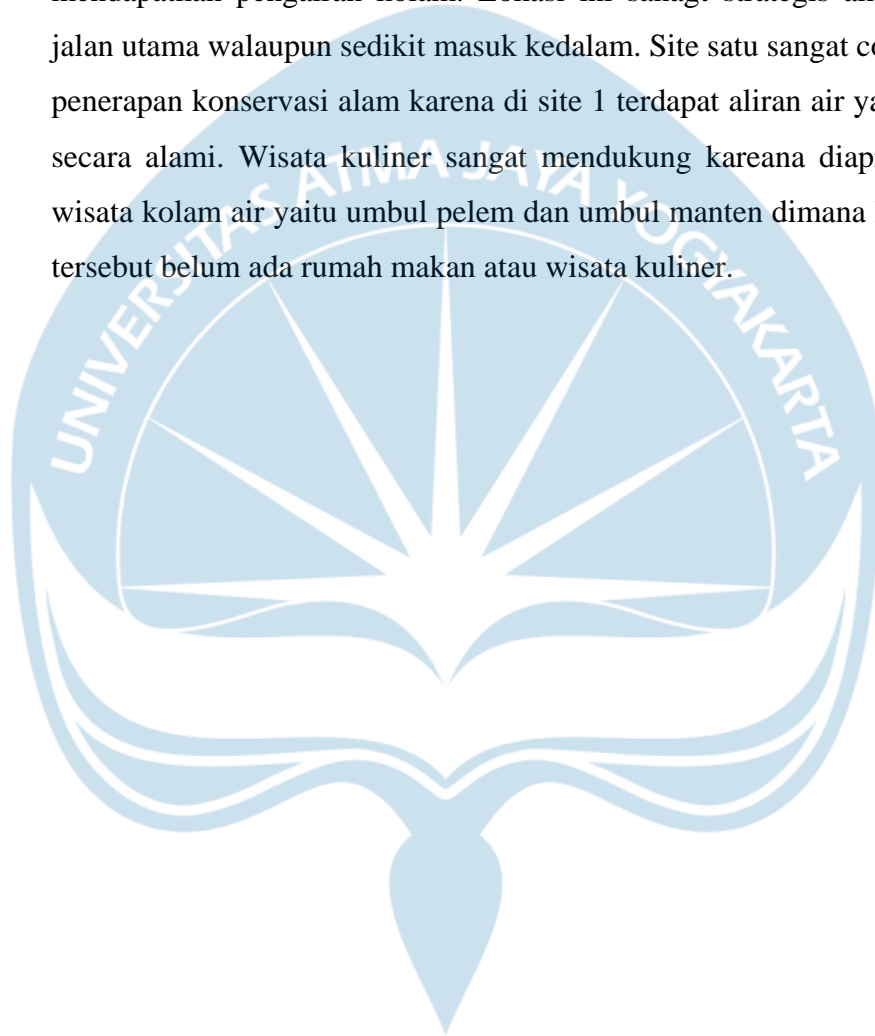 mendapatkan pengairan kolam. Lokasi ini sanagt strategis
jalan utama walaupun sedikit masuk kedalam. Site satu sangat
penerapan konservasi alam karena di site 1 terdapat aliran air
secara alami. Wisata kuliner sangat mendukung kareana
wisata kolam air yaitu umbul pelem dan umbul manten dimana
tersebut belum ada rumah makan atau wisata kuliner.
UNIVERSITAS ATMA JAYA YOGYAKARTA